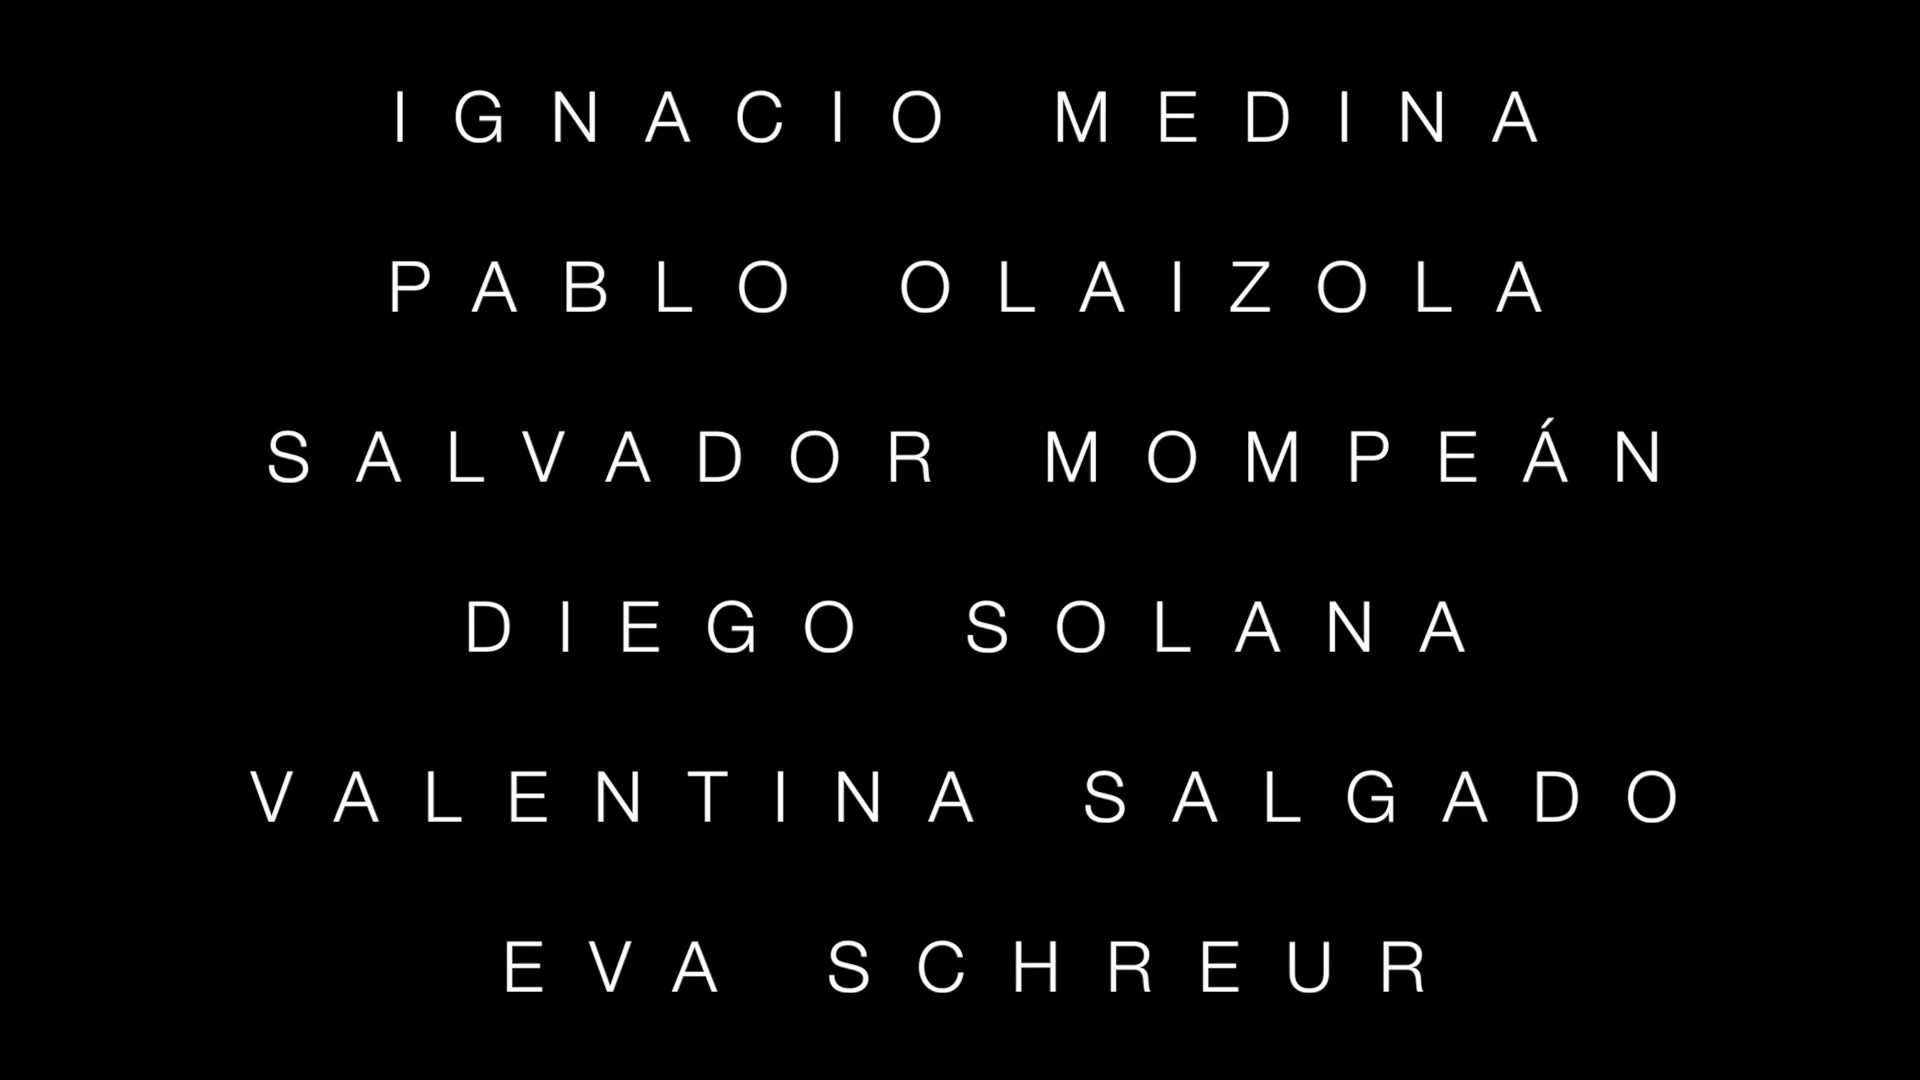 IGNACIO MEDINA
PABLO OLAIZOLA
SALVADOR MOMPEÁN
DIEGO SOLANA
VALENTINA SALGADO
EVA SCHREUR